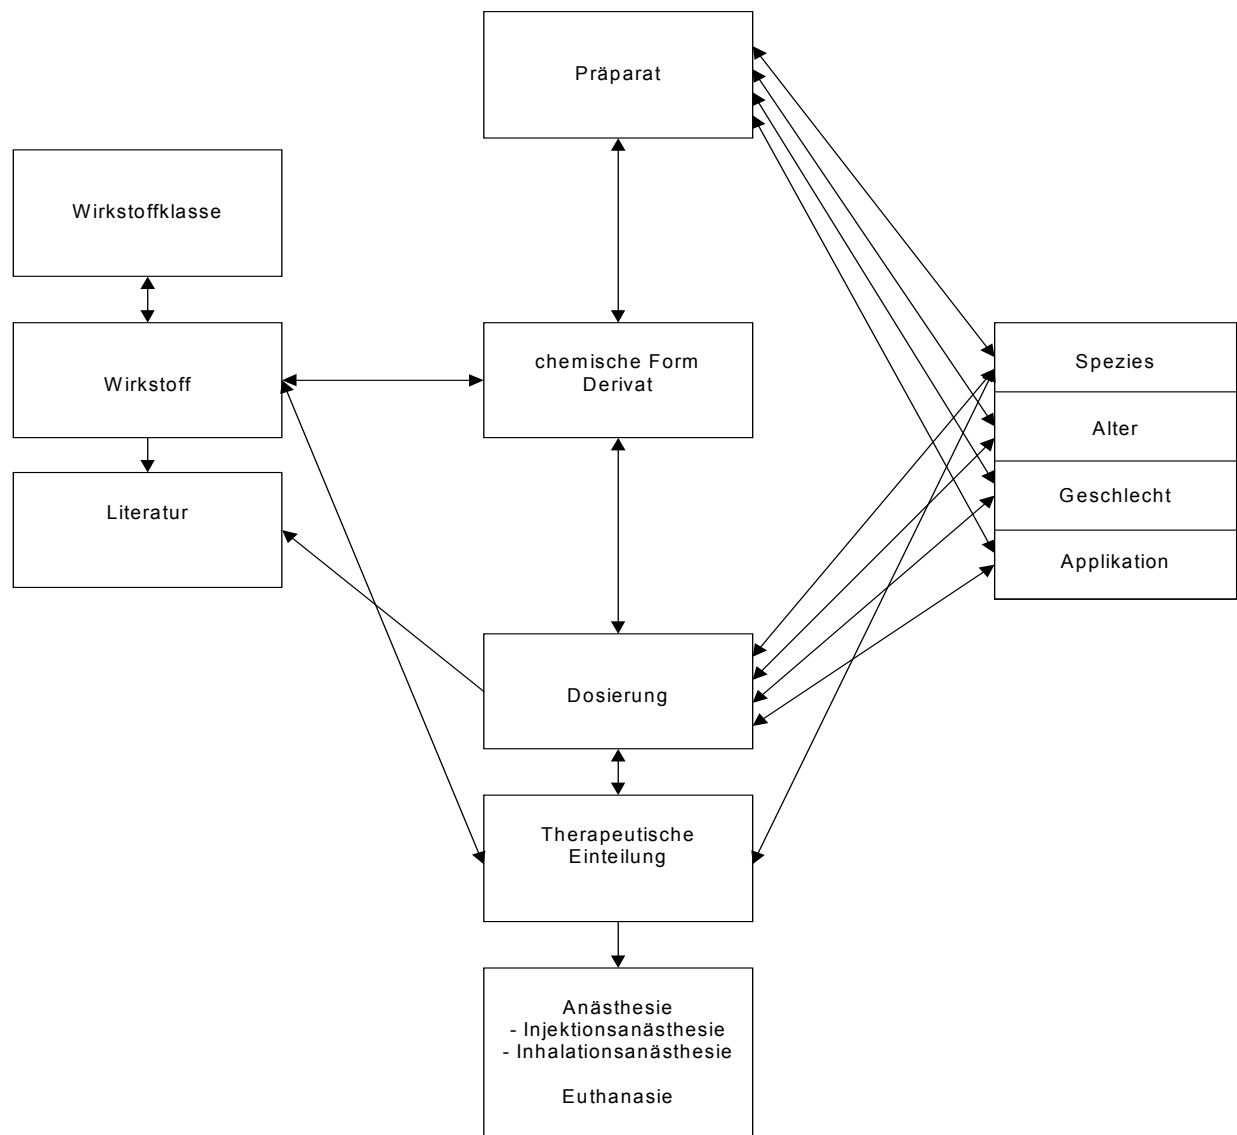 Präparat
Wirkstoffklasse
Wirkstoff
chemische Form
Derivat
Spezies
Alter
Geschlecht
Applikation
Literatur
Dosierung
Therapeutische
Einteilung
Anästhesie
- Injektionsanästhesie
- Inhalationsanästhesie
Euthanasie